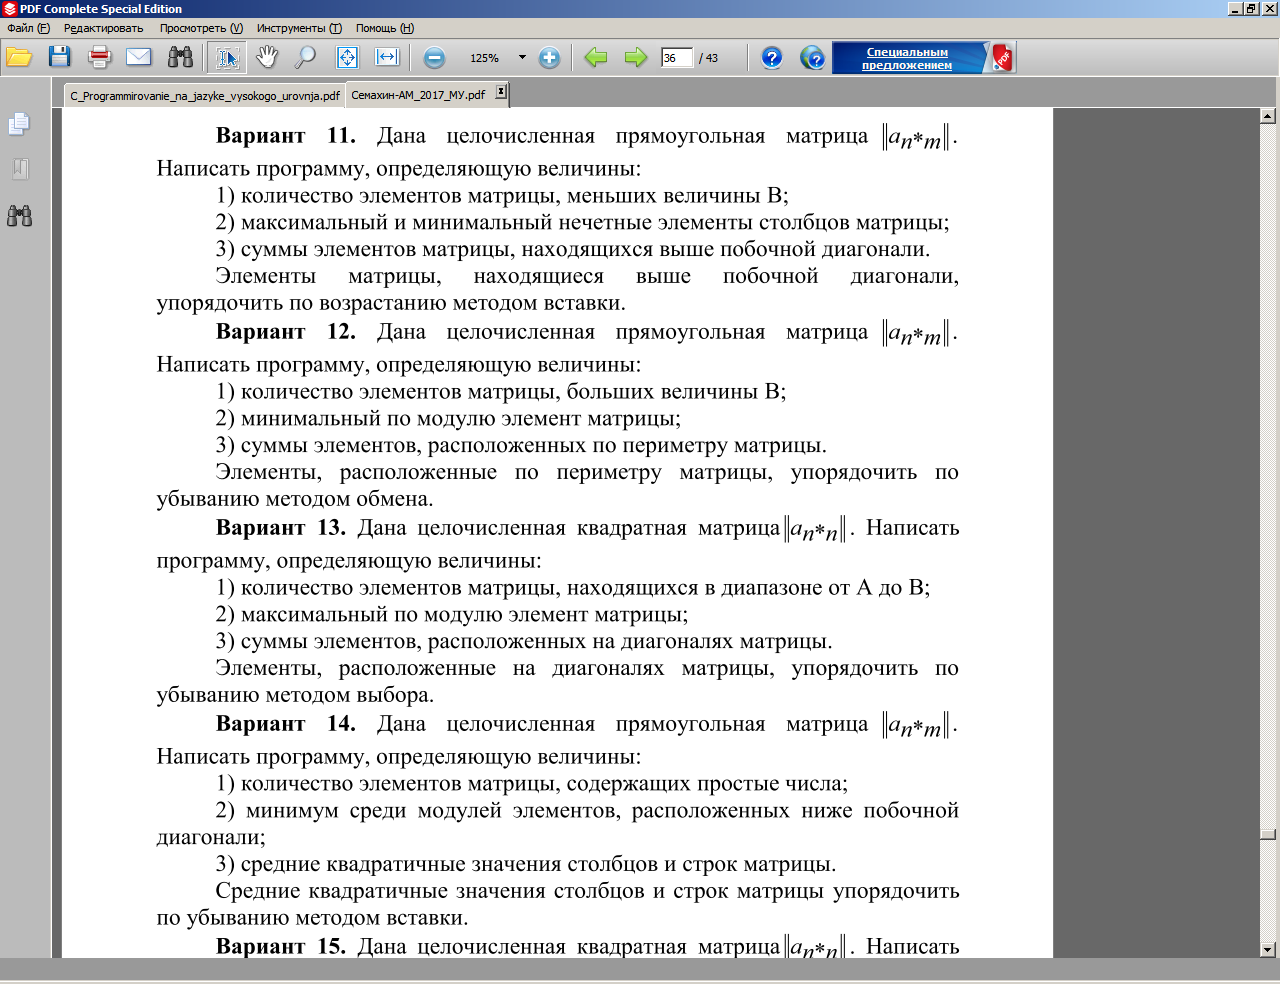 PDF Complete Special Edition
Файл (F) Редактировать Просмотреть (V) Инструменты (T) Помощь (H)
125% 36 / 43 Специальным предложением PDF
C_Programmirovanie_na_jazyke_vysokogo_urovnja.pdf Семахин-АМ_2017_МУ.pdf
Вариант 11. Дана целочисленная прямоугольная матрица ‖aₙ*ₘ‖.
Написать программу, определяющую величины:
1) количество элементов матрицы, меньших величины В;
2) максимальный и минимальный нечетные элементы столбцов матрицы;
3) суммы элементов матрицы, находящихся выше побочной диагонали.
Элементы матрицы, находящиеся выше побочной диагонали,
упорядочить по возрастанию методом вставки.
Вариант 12. Дана целочисленная прямоугольная матрица ‖aₙ*ₘ‖.
Написать программу, определяющую величины:
1) количество элементов матрицы, больших величины В;
2) минимальный по модулю элемент матрицы;
3) суммы элементов, расположенных по периметру матрицы.
Элементы, расположенные по периметру матрицы, упорядочить по
убыванию методом обмена.
Вариант 13. Дана целочисленная квадратная матрица‖aₙ*ₙ‖. Написать
программу, определяющую величины:
1) количество элементов матрицы, находящихся в диапазоне от А до В;
2) максимальный по модулю элемент матрицы;
3) суммы элементов, расположенных на диагоналях матрицы.
Элементы, расположенные на диагоналях матрицы, упорядочить по
убыванию методом выбора.
Вариант 14. Дана целочисленная прямоугольная матрица ‖aₙ*ₘ‖.
Написать программу, определяющую величины:
1) количество элементов матрицы, содержащих простые числа;
2) минимум среди модулей элементов, расположенных ниже побочной
диагонали;
3) средние квадратичные значения столбцов и строк матрицы.
Средние квадратичные значения столбцов и строк матрицы упорядочить
по убыванию методом вставки.
Вариант 15. Дана целочисленная квадратная матрица‖aₙ*ₙ‖. Написать